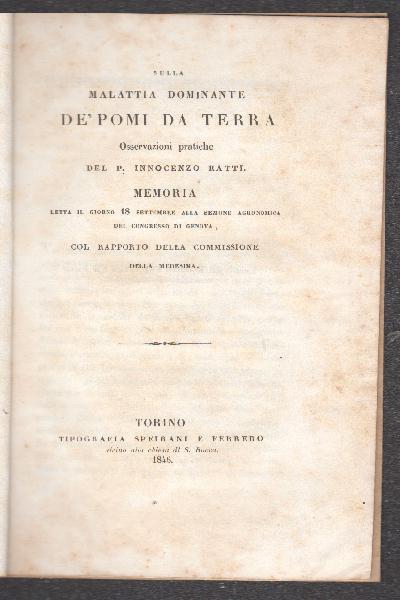 SULLA
MALATTIA DOMINANTE
DE' POMI DA TERRA
Osservazioni pratiche
DEL P. INNOCENZO RATTI.
MEMORIA
LETTA IL GIORNO 18 SETTEMBRE ALLA SEZIONE AGRONOMICA
DEL CONGRESSO DI GENOVA,
COL RAPPORTO DELLA COMMISSIONE
DELLA MEDESIMA.
TORINO
TIPOGRAFIA SPEIRANI E FERRERO
vicino alla chiesa di S. Rocco.
1846.